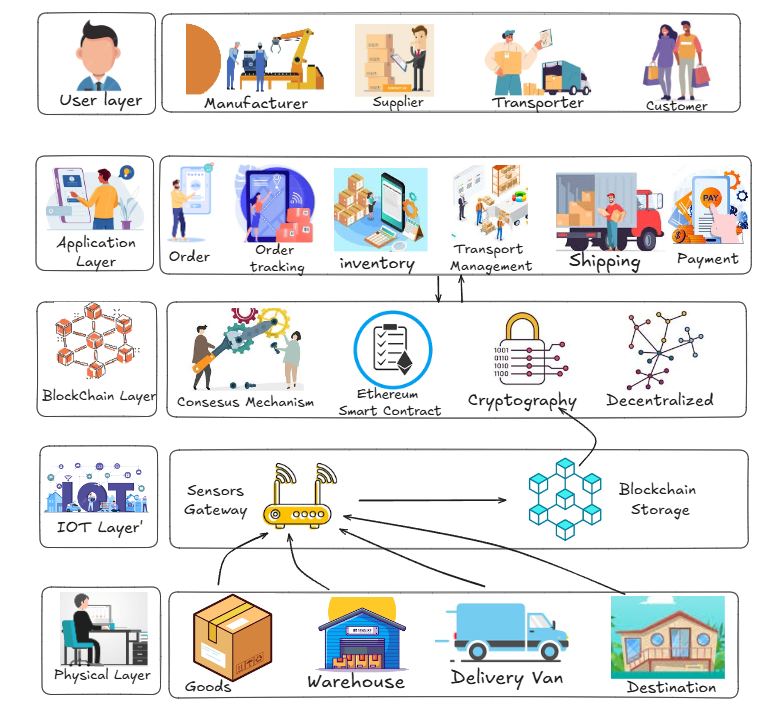 User layer
Manufacturer
Supplier
Transporter
Customer
Application
Layer
Order
Order
tracking
inventory
Transport
Management
Shipping
PAY
Payment
BlockChain Layer
Consesus Mechanism
Ethereum
Smart Contract
1001
0110
1010
1100
Cryptography
Decentralized
IOT
IOT Layer'
Sensors
Gateway
Blockchain
Storage
Physical Layer
Goods
Warehouse
Delivery Van
Destination